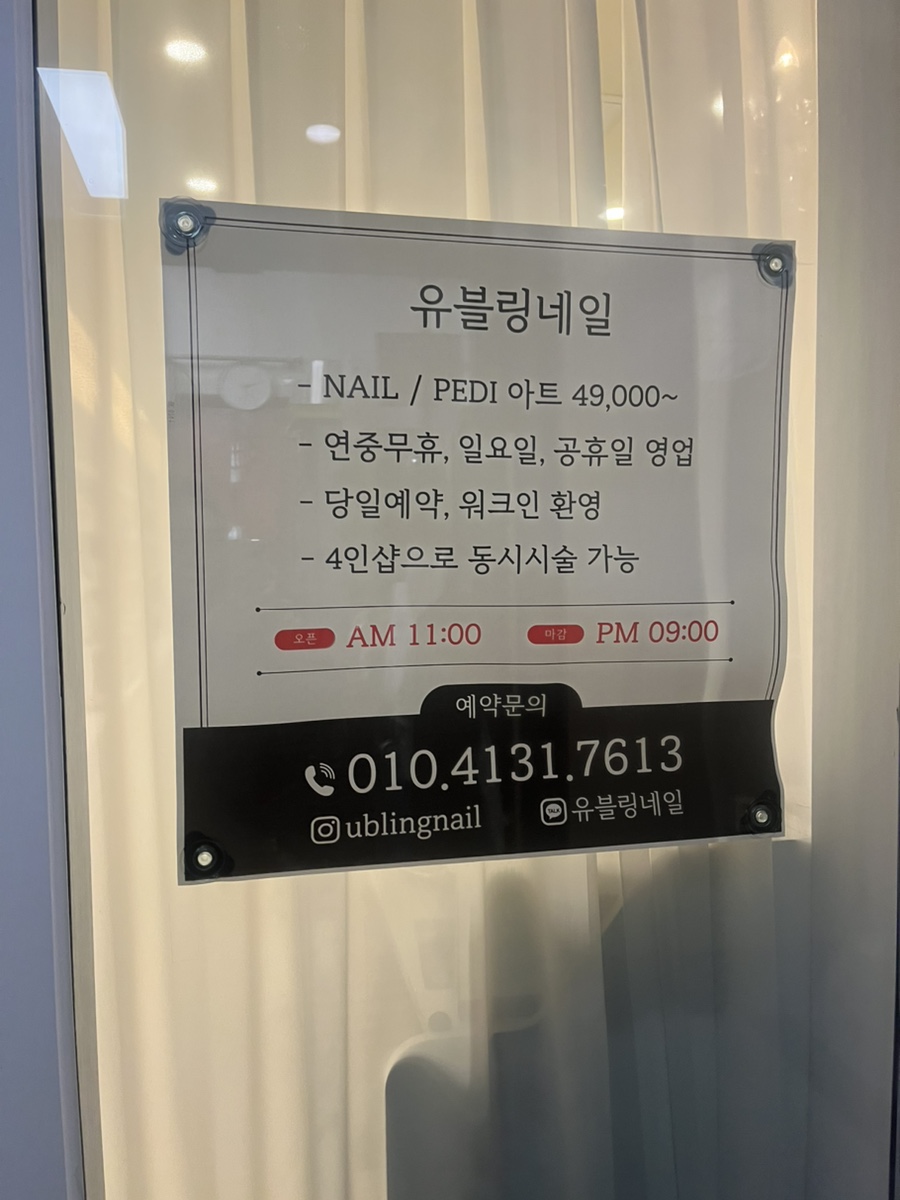 유블링네일
- NAIL / PEDI 아트 49,000~
- 연중무휴, 일요일, 공휴일 영업
- 당일예약, 워크인 환영
- 4인샵으로 동시시술 가능
오픈 AM 11:00 마감 PM 09:00
예약문의
010.4131.7613
ublingnail TALK 유블링네일